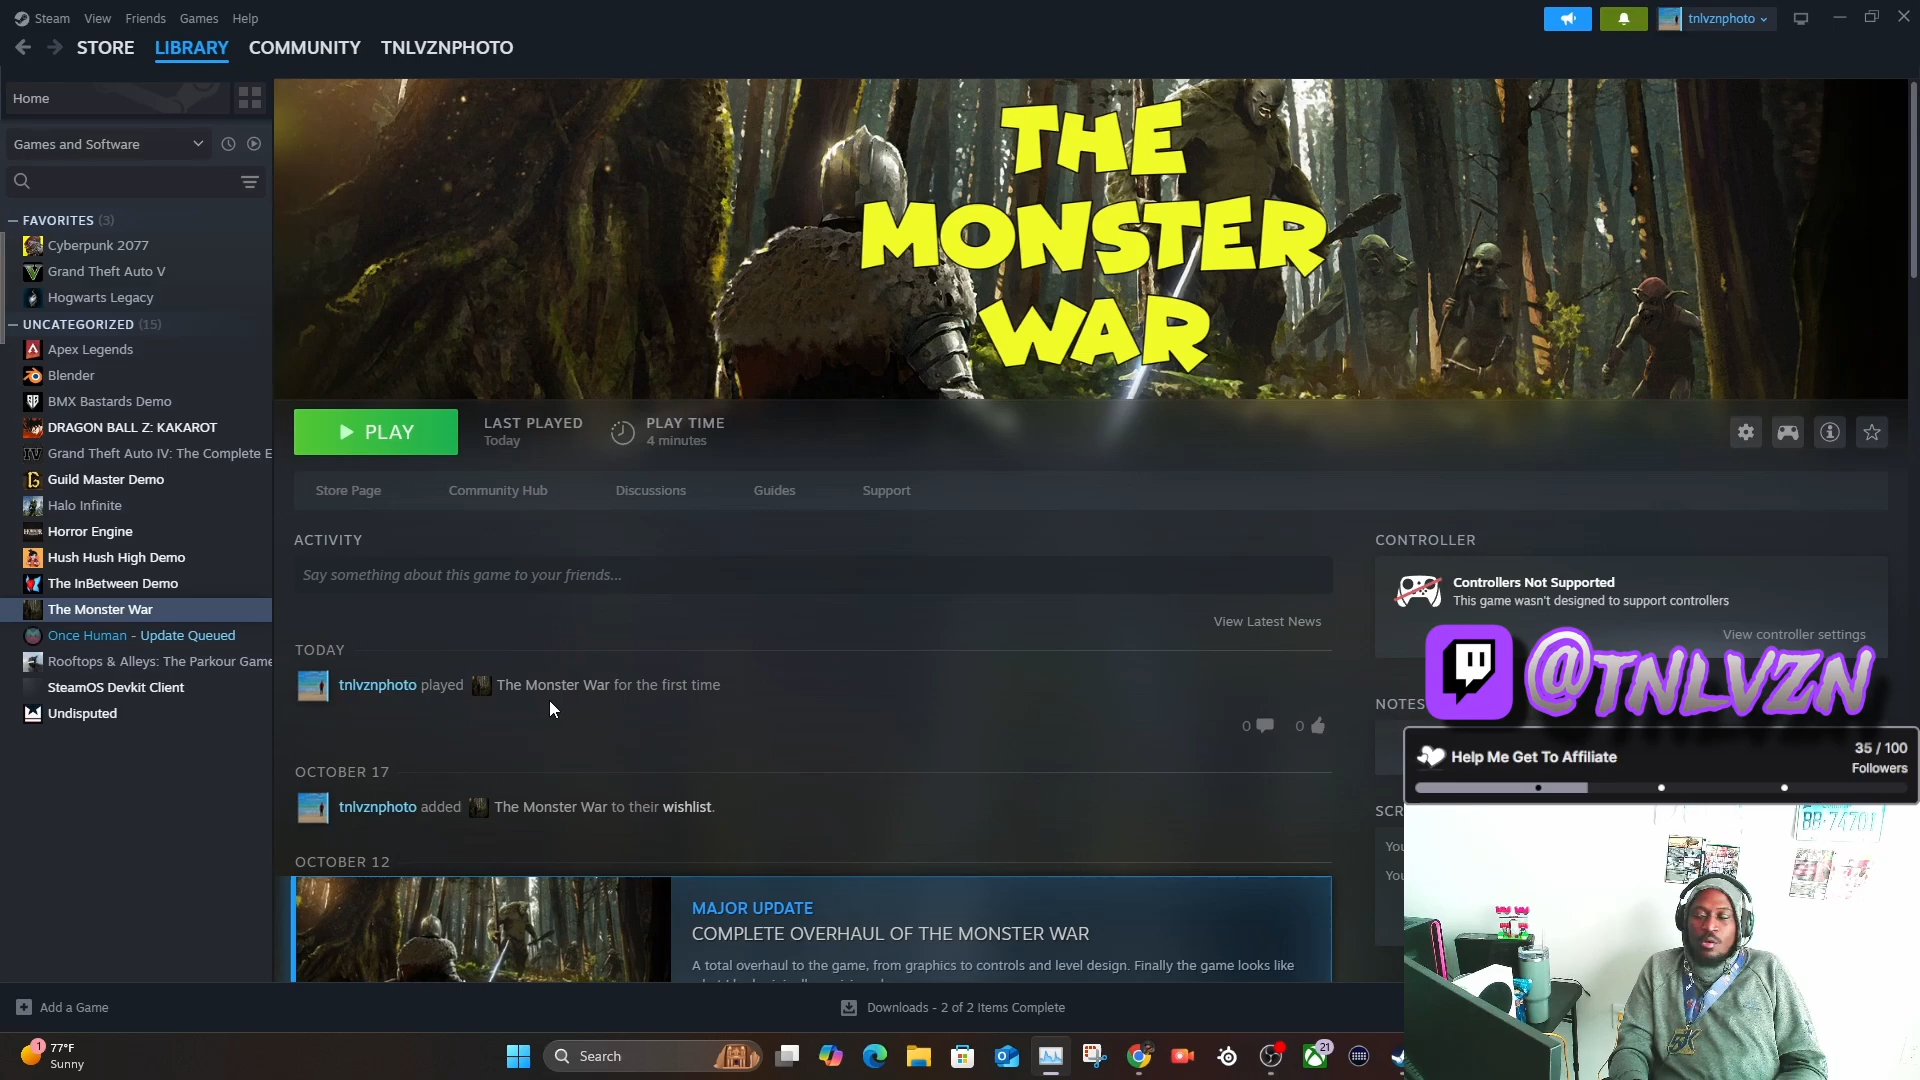 Steam View Friends Games Help
tnlvznphoto
STORE LIBRARY COMMUNITY TNLVZNPHOTO
Home
Games and Software
FAVORITES (3)
Cyberpunk 2077
Grand Theft Auto V
Hogwarts Legacy
UNCATEGORIZED (15)
Apex Legends
Blender
BMX Bastards Demo
DRAGON BALL Z: KAKAROT
Grand Theft Auto IV: The Complete E
Guild Master Demo
Halo Infinite
Horror Engine
Hush Hush High Demo
The InBetween Demo
The Monster War
Once Human - Update Queued
Rooftops & Alleys: The Parkour Game
SteamOS Devkit Client
Undisputed
THE
MONSTER
WAR
PLAY
LAST PLAYED
Today
PLAY TIME
4 minutes
Store Page Community Hub Discussions Guides Support
ACTIVITY
Say something about this game to your friends...
View Latest News
TODAY
tnlvznphoto played The Monster War for the first time
0 0
OCTOBER 17
tnlvznphoto added The Monster War to their wishlist.
OCTOBER 12
MAJOR UPDATE
COMPLETE OVERHAUL OF THE MONSTER WAR
A total overhaul to the game, from graphics to controls and level design. Finally the game looks like
CONTROLLER
Controllers Not Supported
This game wasn't designed to support controllers
View controller settings
@TNLVZN
NOTES
Help Me Get To Affiliate
35 / 100
Followers
SCR
You
You
BB-74701
Add a Game
Downloads - 2 of 2 Items Complete
1
77°F
Sunny
Search
21